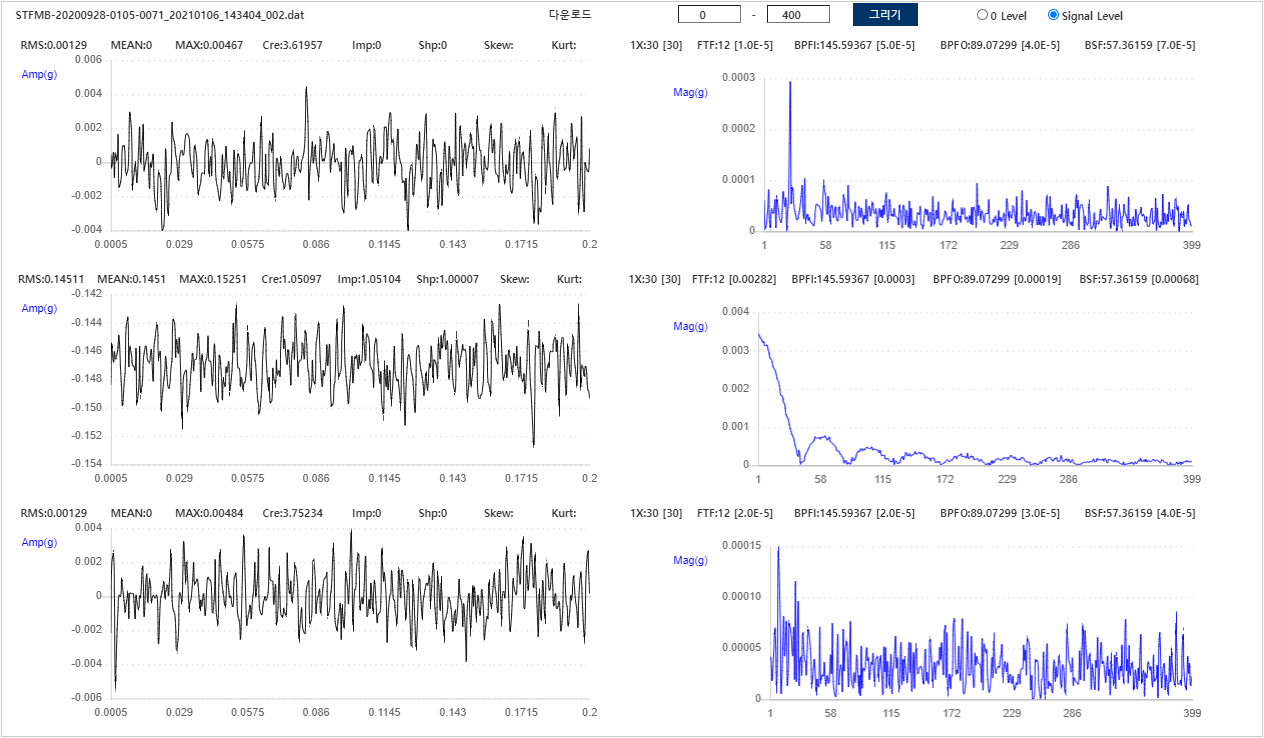 STFMB-20200928-0105-0071_20210106_143404_002.dat 다운로드 0 - 400 그리기 0 Level Signal Level
RMS:0.00129 MEAN:0 MAX:0.00467 Cre:3.61957 Imp:0 Shp:0 Skew: Kurt:
Amp(g)
0.006
0.004
0.002
0
-0.002
-0.004
0.0005 0.029 0.0575 0.086 0.1145 0.143 0.1715 0.2
1X:30 [30] FTF:12 [1.0E-5] BPFI:145.59367 [5.0E-5] BPFO:89.07299 [4.0E-5] BSF:57.36159 [7.0E-5]
Mag(g)
0.0003
0.0002
0.0001
0
1 58 115 172 229 286 399
RMS:0.14511 MEAN:0.1451 MAX:0.15251 Cre:1.05097 Imp:1.05104 Shp:1.00007 Skew: Kurt:
Amp(g)
-0.142
-0.144
-0.146
-0.148
-0.150
-0.152
-0.154
0.0005 0.029 0.0575 0.086 0.1145 0.143 0.1715 0.2
1X:30 [30] FTF:12 [0.00282] BPFI:145.59367 [0.0003] BPFO:89.07299 [0.00019] BSF:57.36159 [0.00068]
Mag(g)
0.004
0.003
0.002
0.001
0
1 58 115 172 229 286 399
RMS:0.00129 MEAN:0 MAX:0.00484 Cre:3.75234 Imp:0 Shp:0 Skew: Kurt:
Amp(g)
0.004
0.002
0
-0.002
-0.004
-0.006
0.0005 0.029 0.0575 0.086 0.1145 0.143 0.1715 0.2
1X:30 [30] FTF:12 [2.0E-5] BPFI:145.59367 [2.0E-5] BPFO:89.07299 [3.0E-5] BSF:57.36159 [4.0E-5]
Mag(g)
0.00015
0.00010
0.00005
0
1 58 115 172 229 286 399